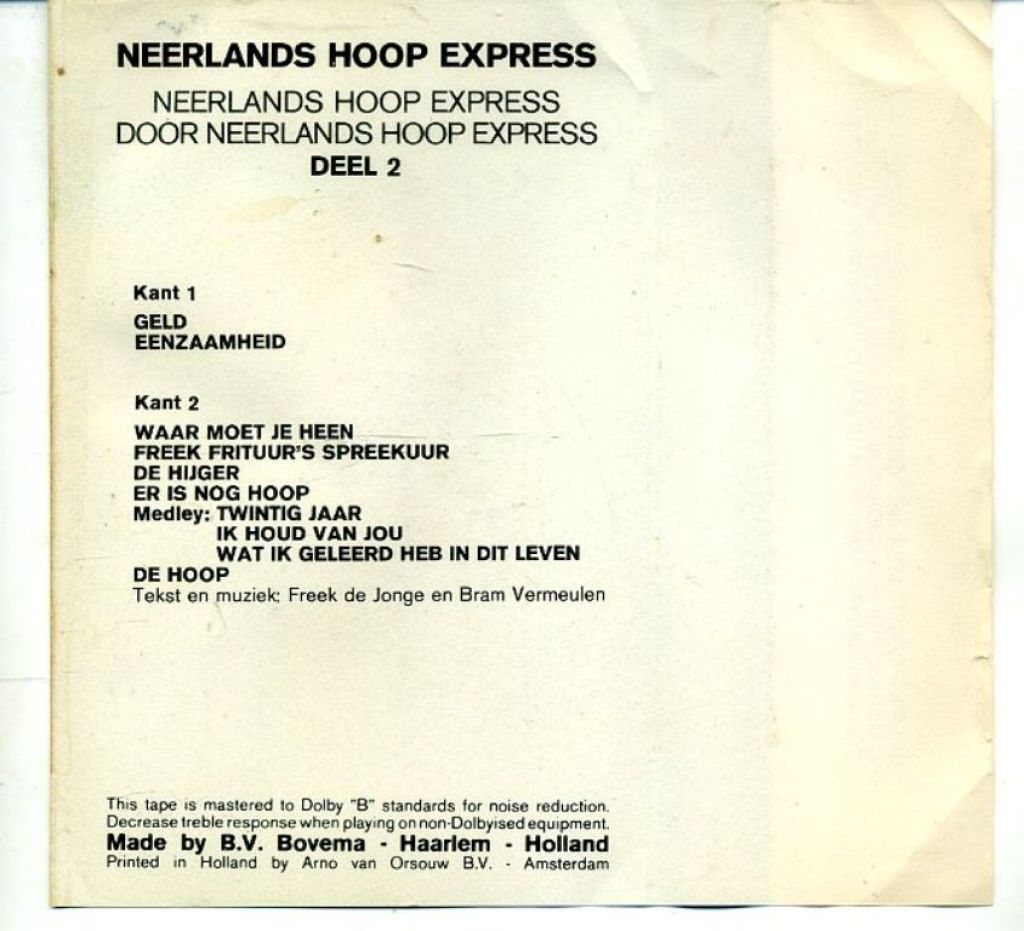 NEERLANDS HOOP EXPRESS
NEERLANDS HOOP EXPRESS
DOOR NEERLANDS HOOP EXPRESS
DEEL 2
Kant 1
GELD
EENZAAMHEID
Kant 2
WAAR MOET JE HEEN
FREEK FRITUUR'S SPREEKUUR
DE HIJGER
ER IS NOG HOOP
Medley: TWINTIG JAAR
IK HOUD VAN JOU
WAT IK GELEERD HEB IN DIT LEVEN
DE HOOP
Tekst en muziek: Freek de Jonge en Bram Vermeulen
This tape is mastered to Dolby "B" standards for noise reduction.
Decrease treble response when playing on non-Dolbyised equipment.
Made by B.V. Bovema - Haarlem - Holland
Printed in Holland by Arno van Orsouw B.V. - Amsterdam